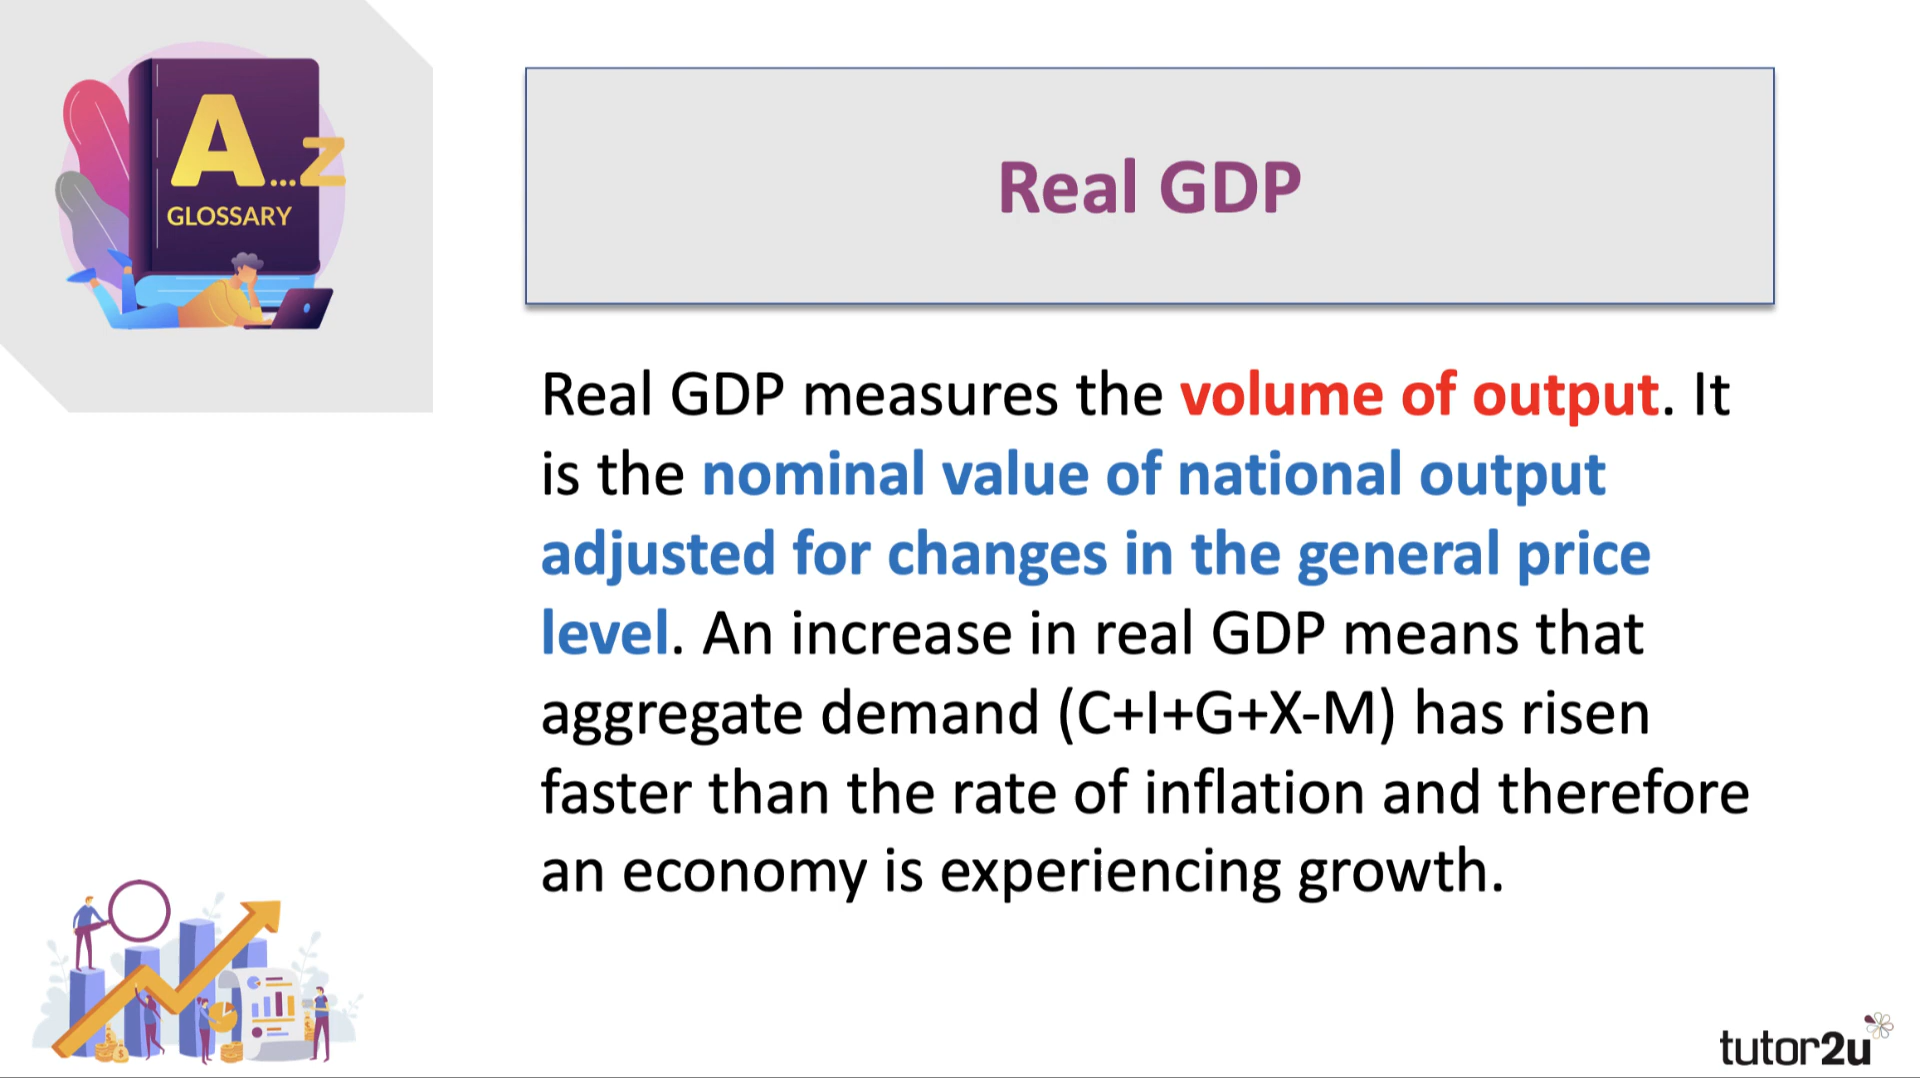 A...Z
GLOSSARY
Real GDP
Real GDP measures the volume of output. It
is the nominal value of national output
adjusted for changes in the general price
level. An increase in real GDP means that
aggregate demand (C+I+G+X-M) has risen
faster than the rate of inflation and therefore
an economy is experiencing growth.
tutor2u